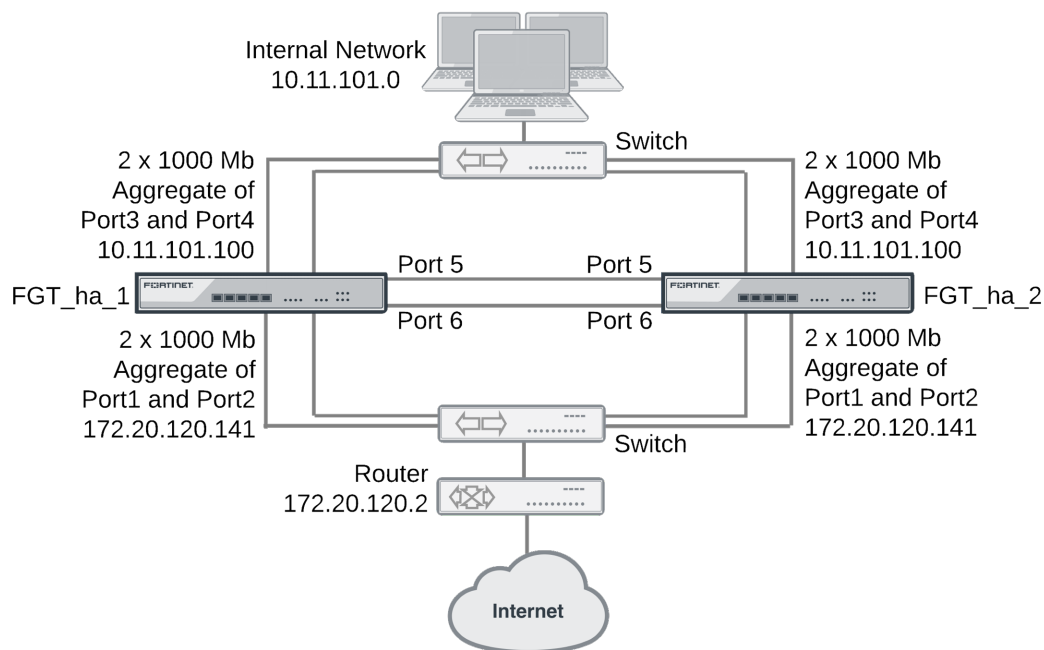 Internal Network
10.11.101.0
Switch
2 x 1000 Mb
Aggregate of
Port3 and Port4
10.11.101.100
2 x 1000 Mb
Aggregate of
Port3 and Port4
10.11.101.100
Port 5
Port 5
FGT_ha_1
FORTINET
FORTINET
FGT_ha_2
Port 6
Port 6
2 x 1000 Mb
Aggregate of
Port1 and Port2
172.20.120.141
2 x 1000 Mb
Aggregate of
Port1 and Port2
172.20.120.141
Switch
Router
172.20.120.2
Internet